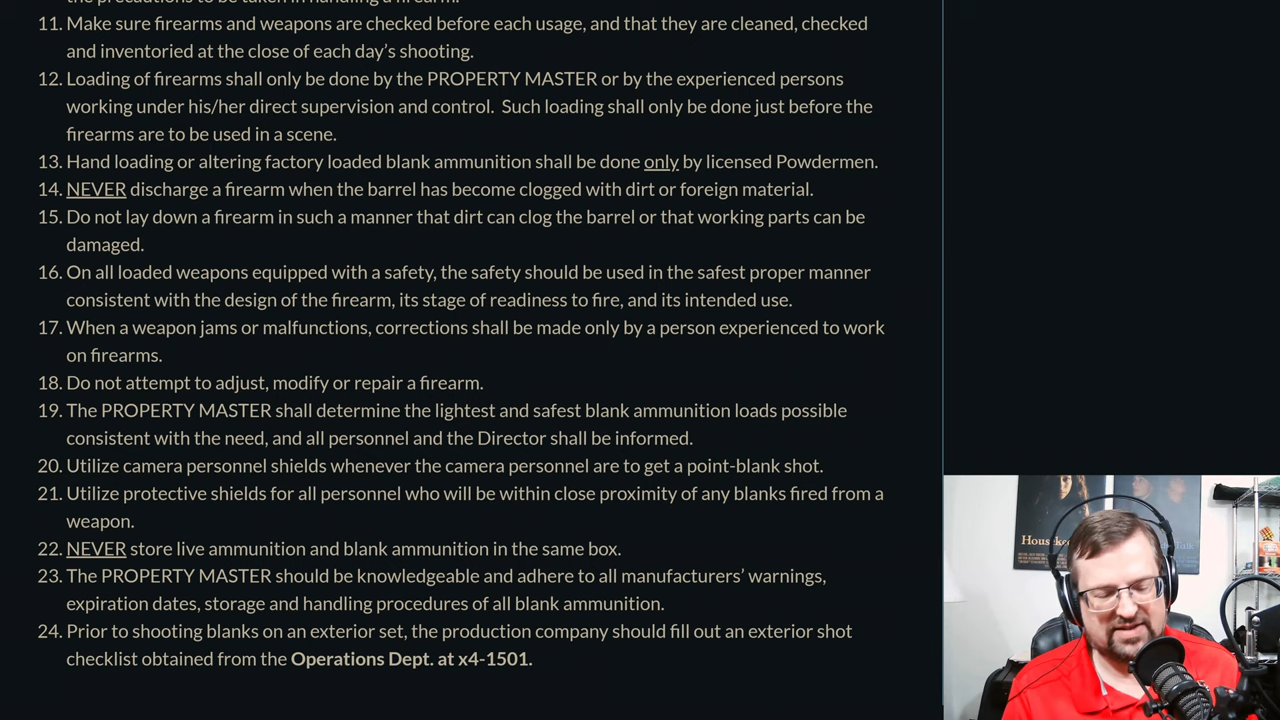 the precautions to be taken in handling a firearm.
11. Make sure firearms and weapons are checked before each usage, and that they are cleaned, checked
and inventoried at the close of each day's shooting.
12. Loading of firearms shall only be done by the PROPERTY MASTER or by the experienced persons
working under his/her direct supervision and control.  Such loading shall only be done just before the
firearms are to be used in a scene.
13. Hand loading or altering factory loaded blank ammunition shall be done only by licensed Powdermen.
14. NEVER discharge a firearm when the barrel has become clogged with dirt or foreign material.
15. Do not lay down a firearm in such a manner that dirt can clog the barrel or that working parts can be
damaged.
16. On all loaded weapons equipped with a safety, the safety should be used in the safest proper manner
consistent with the design of the firearm, its stage of readiness to fire, and its intended use.
17. When a weapon jams or malfunctions, corrections shall be made only by a person experienced to work
on firearms.
18. Do not attempt to adjust, modify or repair a firearm.
19. The PROPERTY MASTER shall determine the lightest and safest blank ammunition loads possible
consistent with the need, and all personnel and the Director shall be informed.
20. Utilize camera personnel shields whenever the camera personnel are to get a point-blank shot.
21. Utilize protective shields for all personnel who will be within close proximity of any blanks fired from a
weapon.
22. NEVER store live ammunition and blank ammunition in the same box.
23. The PROPERTY MASTER should be knowledgeable and adhere to all manufacturers' warnings,
expiration dates, storage and handling procedures of all blank ammunition.
24. Prior to shooting blanks on an exterior set, the production company should fill out an exterior shot
checklist obtained from the Operations Dept. at x4-1501.
Talk